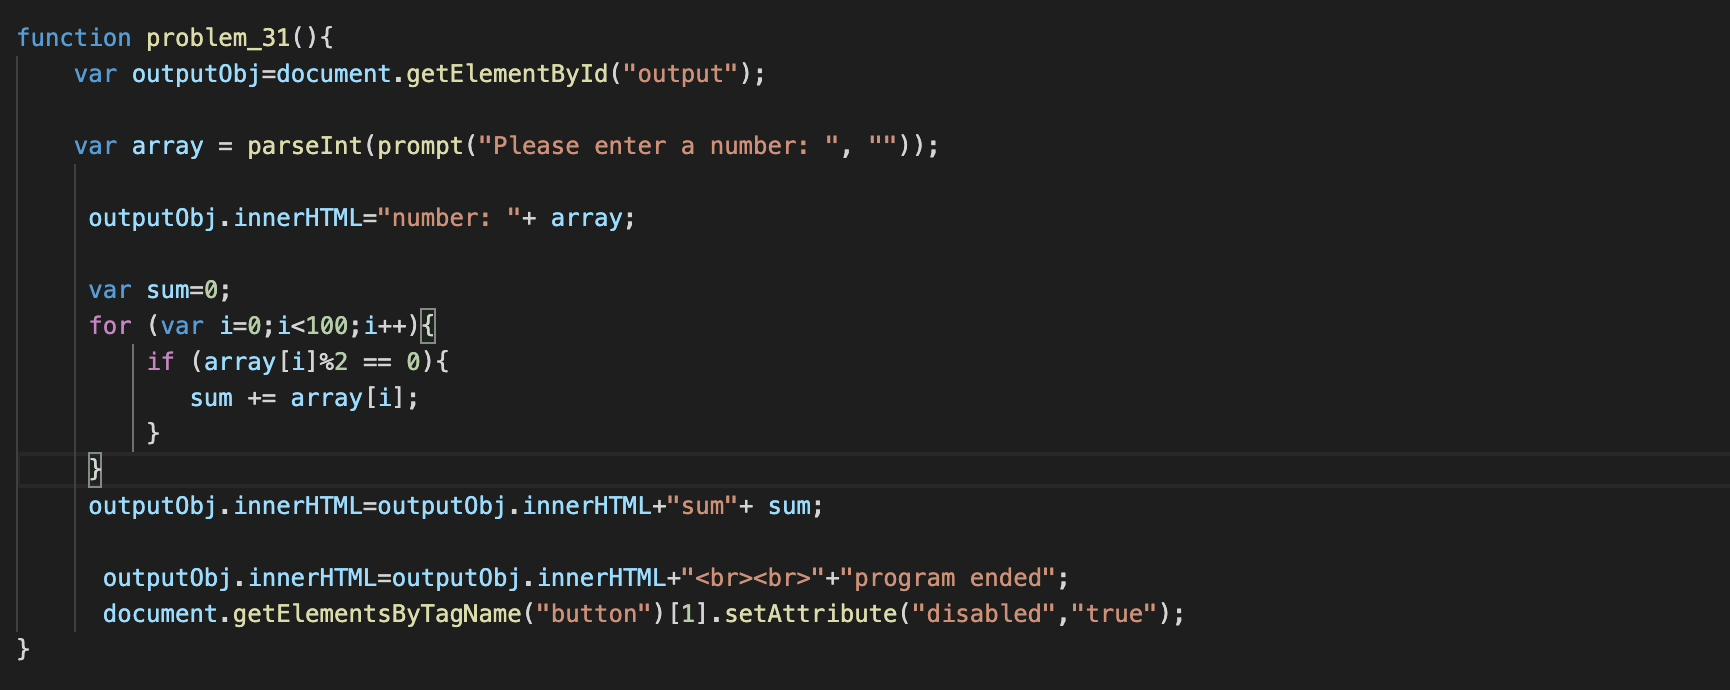 function problem_31(){
    var outputObj=document.getElementById("output");

    var array = parseInt(prompt("Please enter a number: ", ""));

     outputObj.innerHTML="number: "+ array;

     var sum=0;
     for (var i=0;i<100;i++){
         if (array[i]%2 == 0){
            sum += array[i];
         }
     }
     outputObj.innerHTML=outputObj.innerHTML+"sum"+ sum;

      outputObj.innerHTML=outputObj.innerHTML+"<br><br>"+"program ended";
      document.getElementsByTagName("button")[1].setAttribute("disabled","true");
}